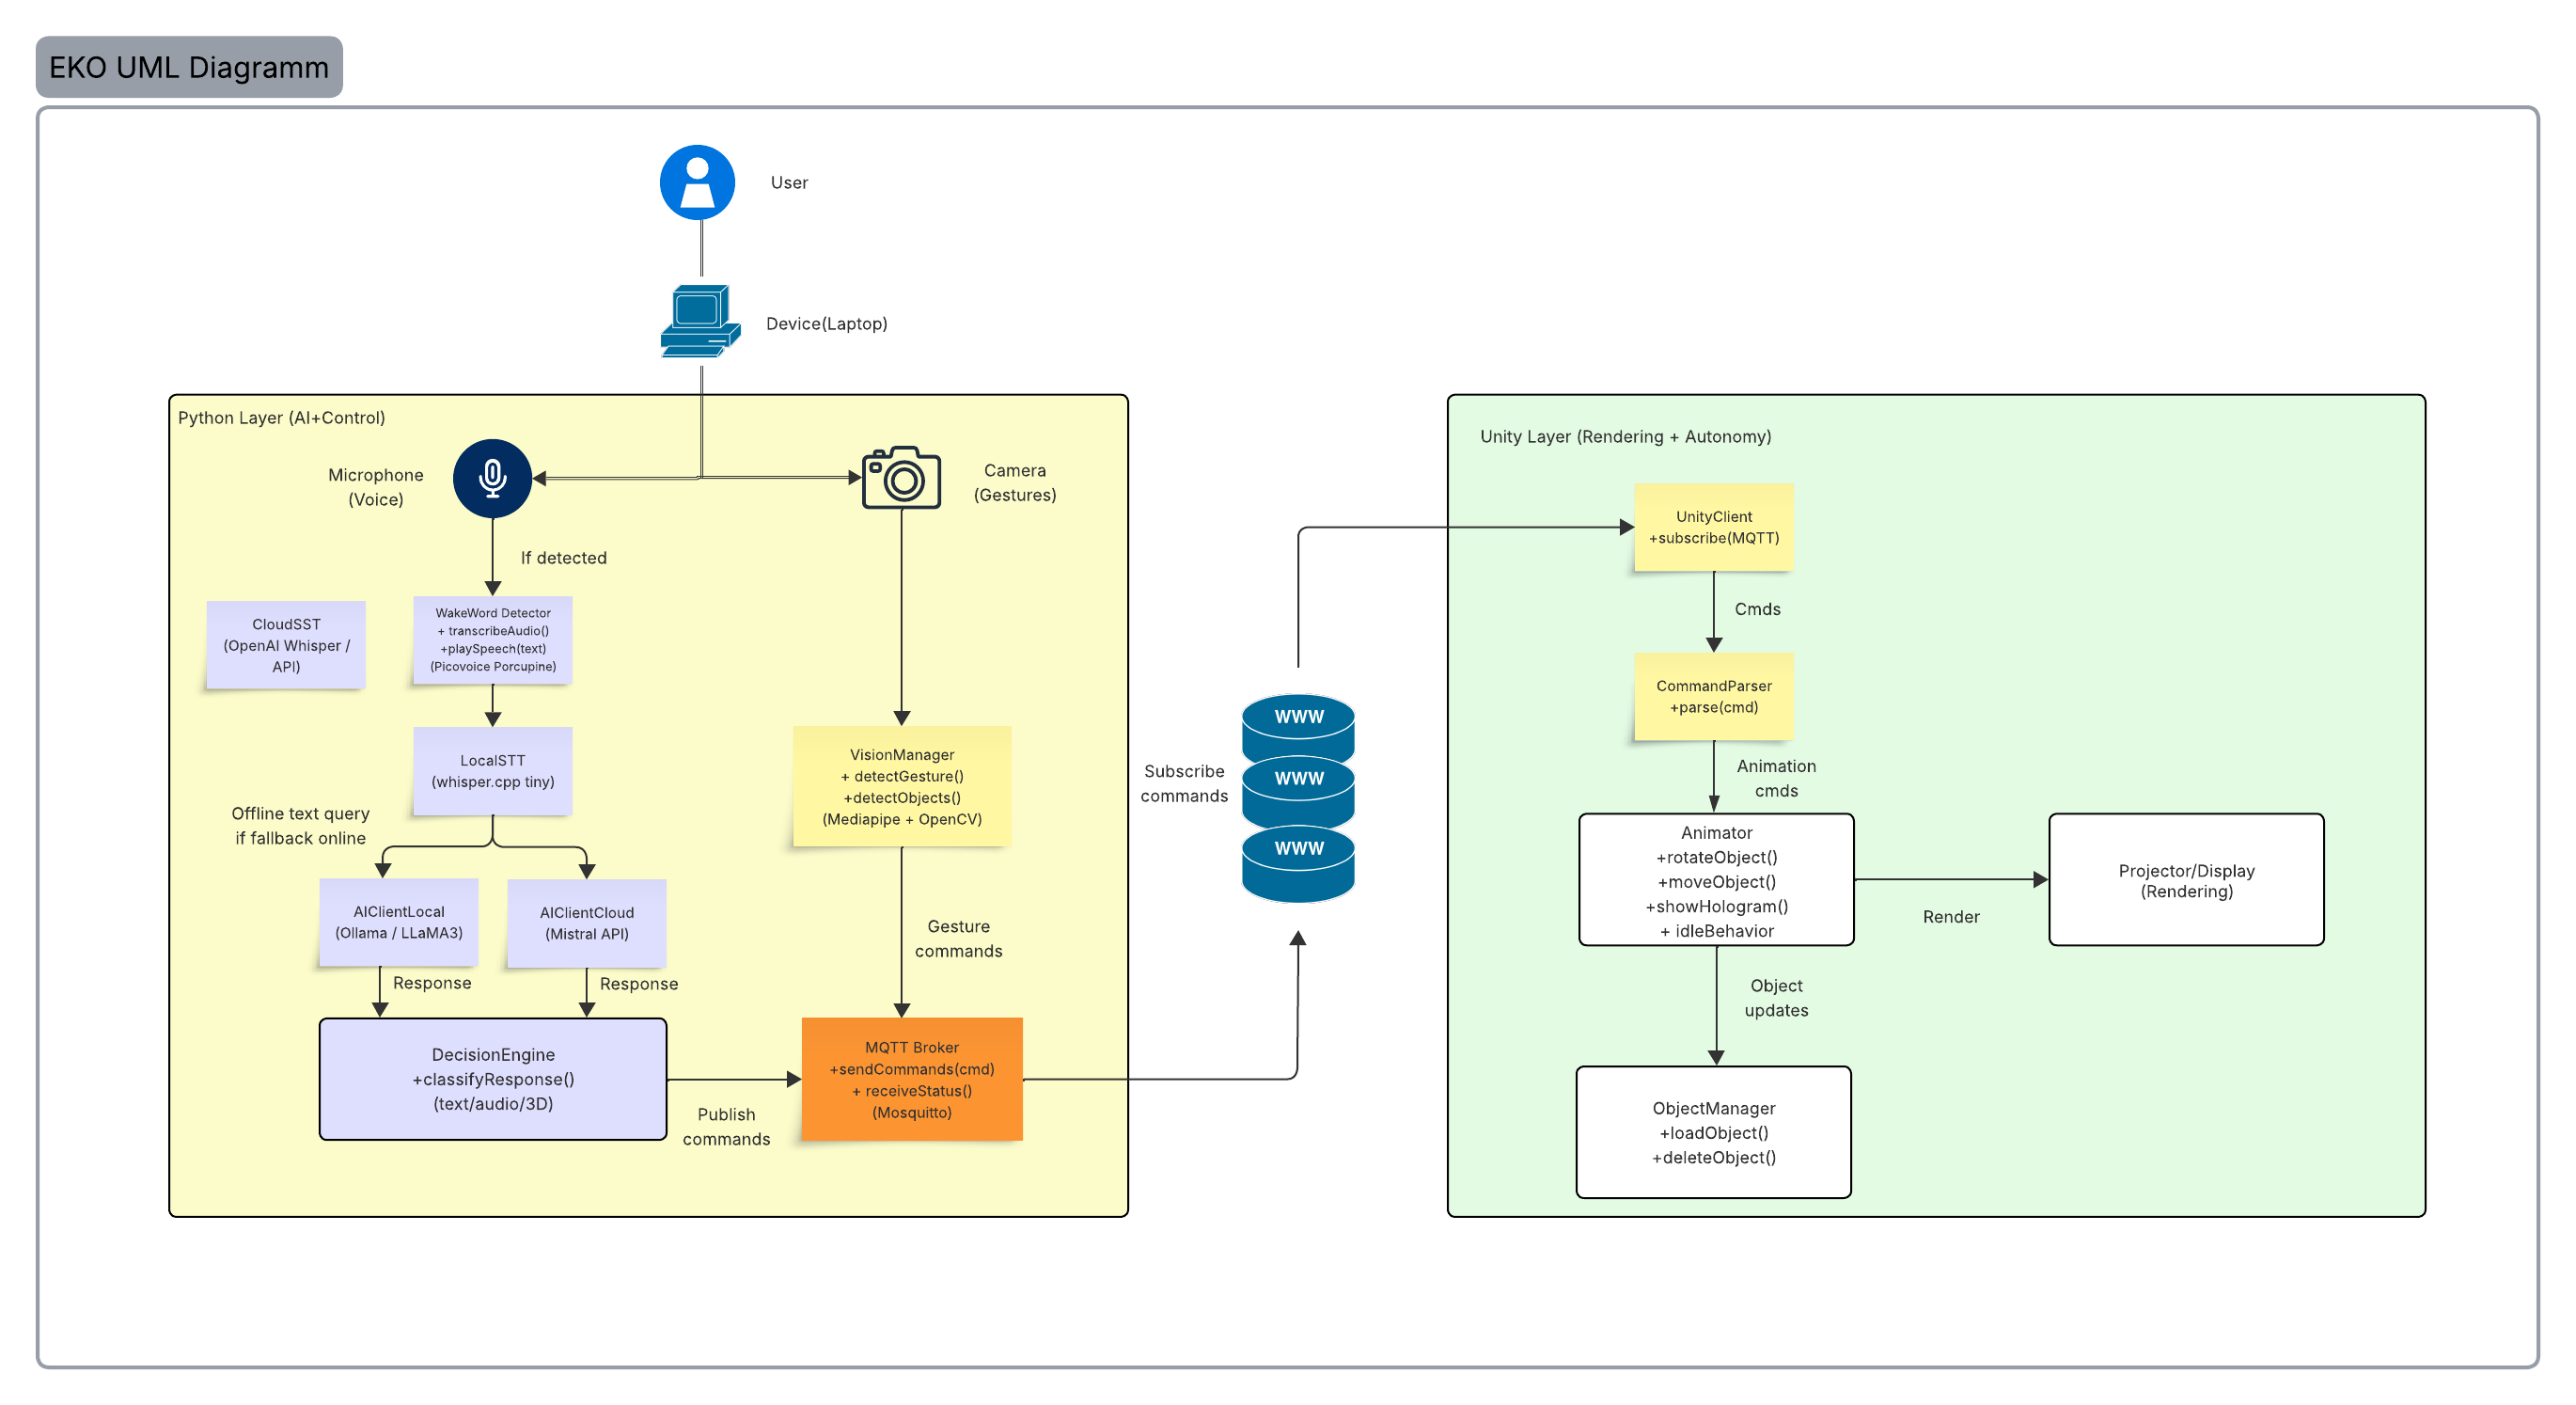 EKO UML Diagramm
User
Device(Laptop)
Python Layer (AI+Control)
Microphone
(Voice)
Camera
(Gestures)
If detected
CloudSST
(OpenAI Whisper /
API)
WakeWord Detector
+ transcribeAudio()
+playSpeech(text)
(Picovoice Porcupine)
LocalSTT
(whisper.cpp tiny)
Offline text query
if fallback online
AIClientLocal
(Ollama / LLaMA3)
AIClientCloud
(Mistral API)
Response
Response
DecisionEngine
+classifyResponse()
(text/audio/3D)
Publish
commands
VisionManager
+ detectGesture()
+detectObjects()
(Mediapipe + OpenCV)
Gesture
commands
MQTT Broker
+sendCommands(cmd)
+ receiveStatus()
(Mosquitto)
Subscribe
commands
WWW
WWW
WWW
Unity Layer (Rendering + Autonomy)
UnityClient
+subscribe(MQTT)
Cmds
CommandParser
+parse(cmd)
Animation
cmds
Animator
+rotateObject()
+moveObject()
+showHologram()
+ idleBehavior
Render
Projector/Display
(Rendering)
Object
updates
ObjectManager
+loadObject()
+deleteObject()